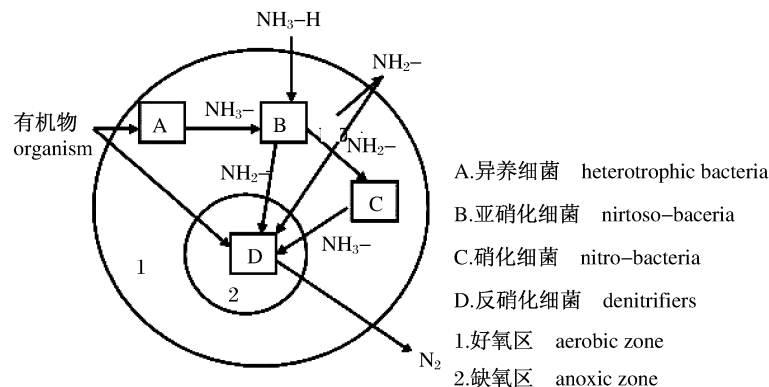 NH₃–H
NH₂–
有机物
organism
A
NH₃–
B
NH₂–
NH₂–
C
D
NH₃–
1
2
N₂
A.异养细菌 heterotrophic bacteria
B.亚硝化细菌 nirtoso–baceria
C.硝化细菌 nitro–bacteria
D.反硝化细菌 denitrifiers
1.好氧区 aerobic zone
2.缺氧区 anoxic zone